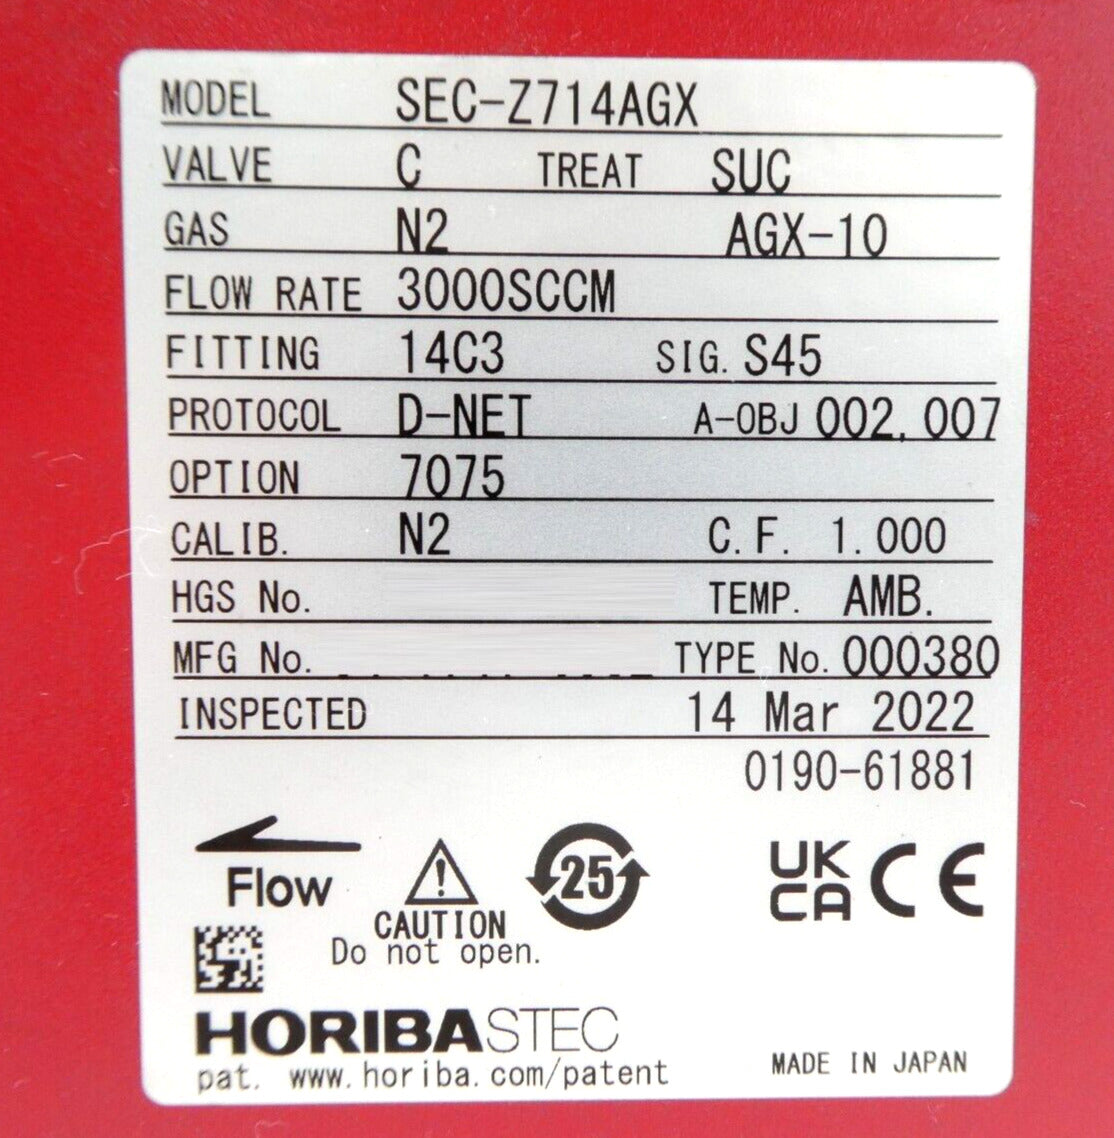 MODEL SEC-Z714AGX
VALVE C TREAT SUC
GAS N2 AGX-10
FLOW RATE 3000SCCM
FITTING 14C3 SIG. S45
PROTOCOL D-NET A-OBJ 002,007
OPTION 7075
CALIB. N2 C.F. 1.000
HGS No. TEMP. AMB.
MFG No. TYPE No. 000380
INSPECTED 14 Mar 2022
0190-61881
Flow
25
UK
CA CE
CAUTION
Do not open.
HORIBASTEC
pat. www.horiba.com/patent
MADE IN JAPAN